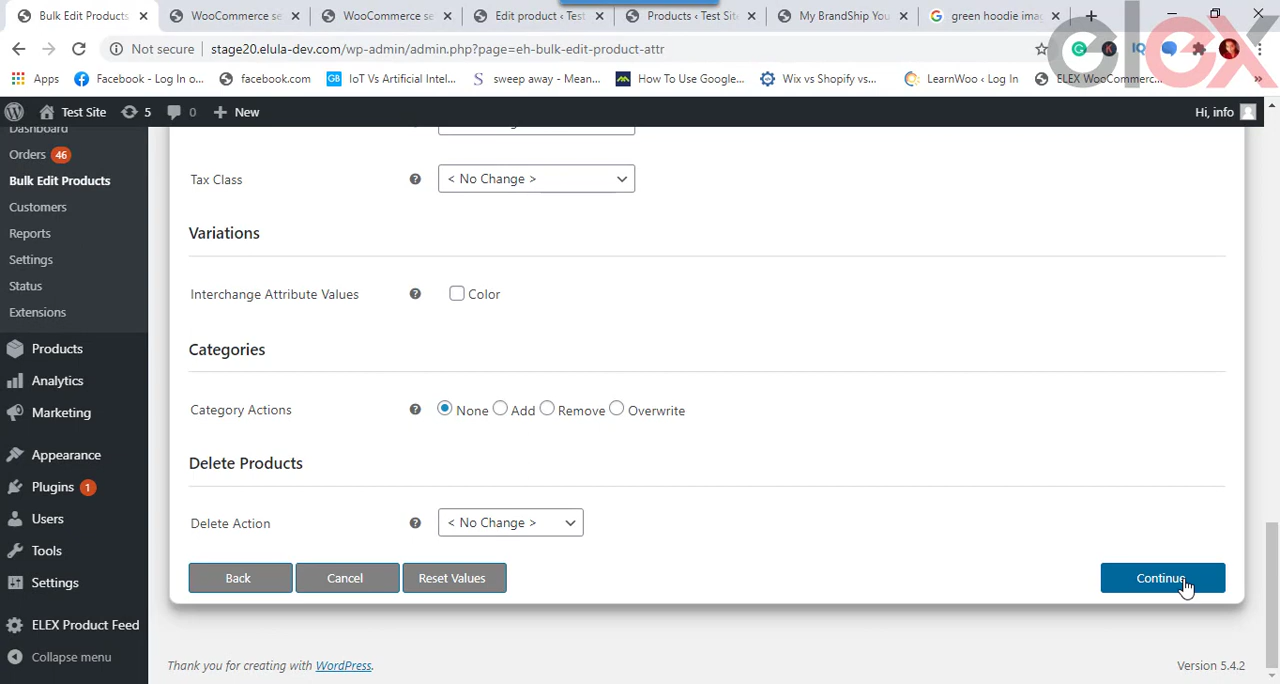 Bulk Edit Products
WooCommerce se
WooCommerce se
Edit product ‹ Test
Products ‹ Test Sit
My BrandShip You
green hoodie ima
elex
Not secure
stage20.elula-dev.com/wp-admin/admin.php?page=eh-bulk-edit-product-attr
Apps
Facebook - Log In o...
facebook.com
IoT Vs Artificial Intel...
sweep away - Mean...
How To Use Google...
Wix vs Shopify vs...
LearnWoo ‹ Log In
ELEX WooCommerc...
Test Site
5
0
New
Hi, info
Dashboard
Orders 46
Bulk Edit Products
Customers
Reports
Settings
Status
Extensions
Products
Analytics
Marketing
Appearance
Plugins 1
Users
Tools
Settings
ELEX Product Feed
Collapse menu
Tax Class
< No Change >
Variations
Interchange Attribute Values
Color
Categories
Category Actions
None Add Remove Overwrite
Delete Products
Delete Action
< No Change >
Back
Cancel
Reset Values
Continue
Thank you for creating with WordPress.
Version 5.4.2